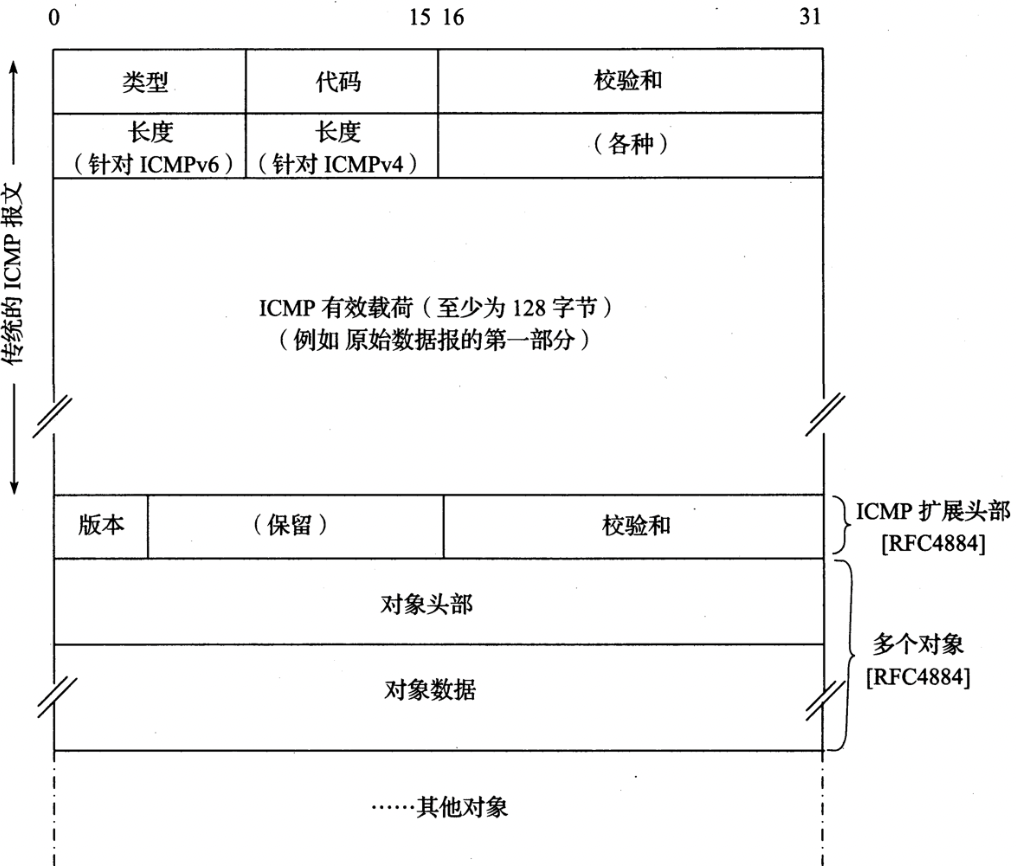 0 15 16 31
类型 代码 校验和
长度 长度
（针对 ICMPv6） （针对 ICMPv4） （各种）
传统的 ICMP 报文
ICMP 有效载荷（至少为 128 字节）
（例如 原始数据报的第一部分）
版本 （保留） 校验和
ICMP 扩展头部
[RFC4884]
对象头部
对象数据
多个对象
[RFC4884]
……其他对象